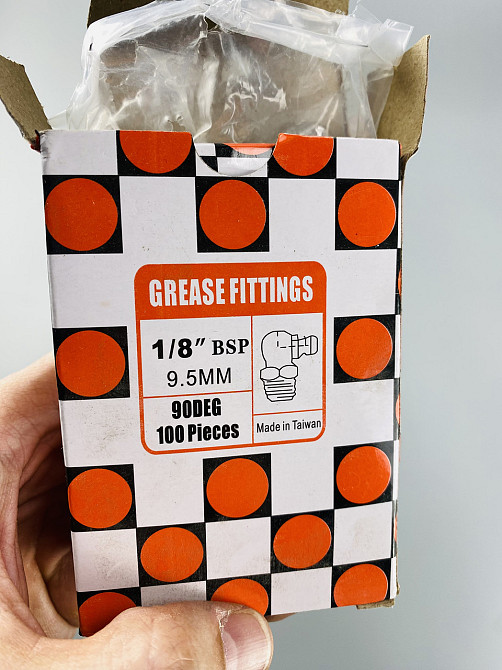 GREASE FITTINGS
1/8″ BSP
9.5MM
90DEG
100 Pieces
Made in Taiwan